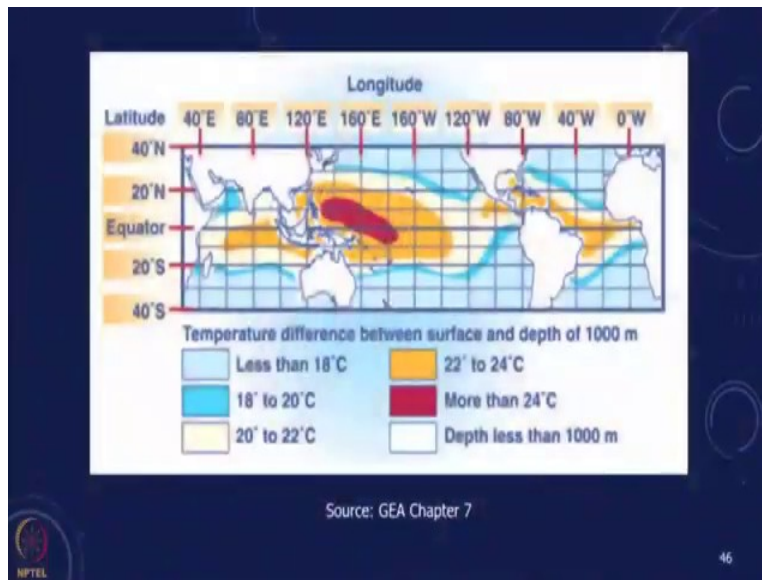 Longitude
Latitude 40°E 80°E 120°E 160°E 160°W 120°W 80°W 40°W 0°W
40°N
20°N
Equator
20°S
40°S
Temperature difference between surface and depth of 1000 m
Less than 18°C
22° to 24°C
18° to 20°C
More than 24°C
20° to 22°C
Depth less than 1000 m
Source: GEA Chapter 7
NPTEL
46